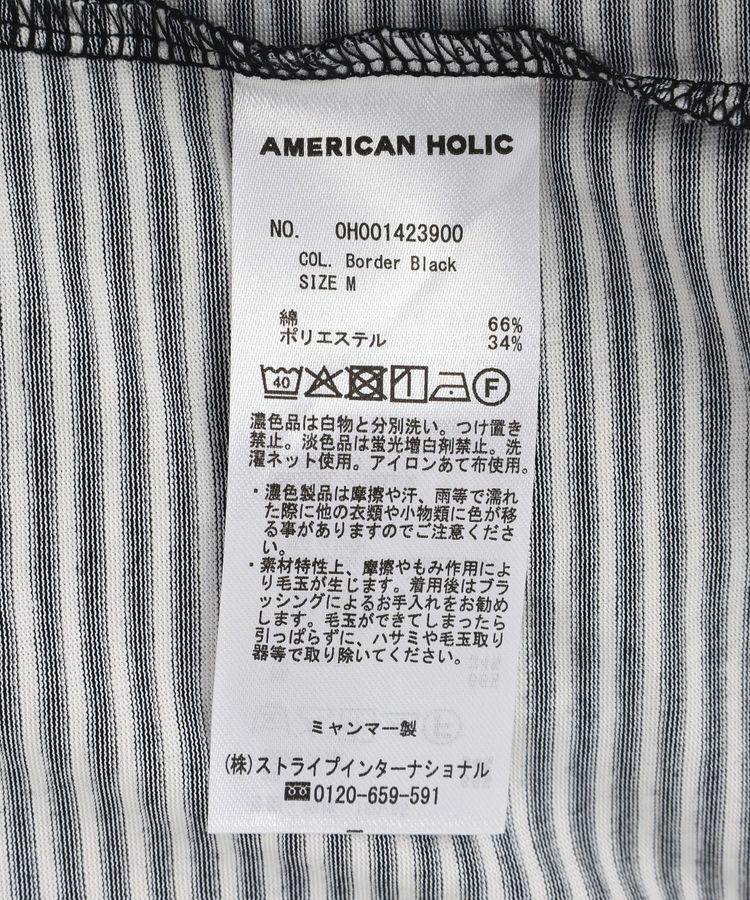 AMERICAN HOLIC
NO. 0H001423900
COL. Border Black
SIZE M
綿 66%
ポリエステル 34%
40 F
濃色品は白物と分別洗い。つけ置き
禁止。淡色品は蛍光増白剤禁止。洗
濯ネット使用。アイロンあて布使用。
・濃色製品は摩擦や汗、雨等で濡れ
た際に他の衣類や小物類に色が移
る事がありますのでご注意くださ
い。
・素材特性上、摩擦やもみ作用によ
り毛玉が生じます。着用後はブラ
ッシングによるお手入れをお勧め
します。毛玉ができてしまったら
引っぱらずに、ハサミや毛玉取り
器等で取り除いてください。
ミャンマー製
(株)ストライプインターナショナル
0120-659-591